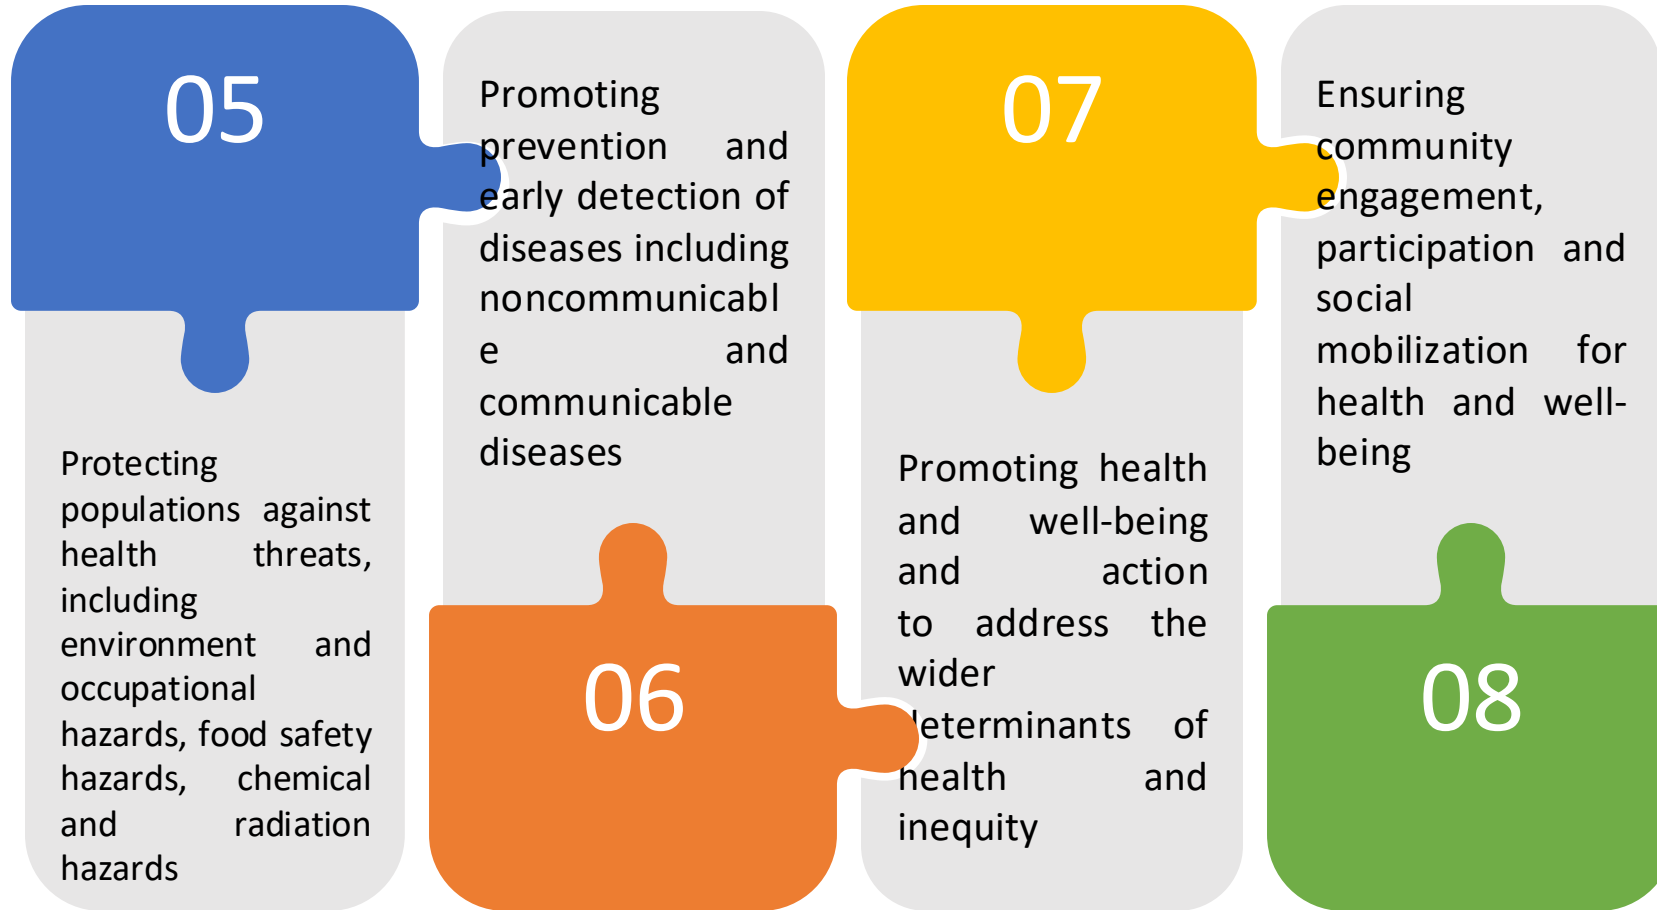 05
Protecting
populations against
health threats,
including
environment and
occupational
hazards, food safety
hazards, chemical
and radiation
hazards
Promoting
prevention and
early detection of
diseases including
noncommunicabl
e and
communicable
diseases
06
07
Promoting health
and well-being
and action
to address the
wider
determinants of
health and
inequity
Ensuring
community
engagement,
participation and
social
mobilization for
health and well-
being
08